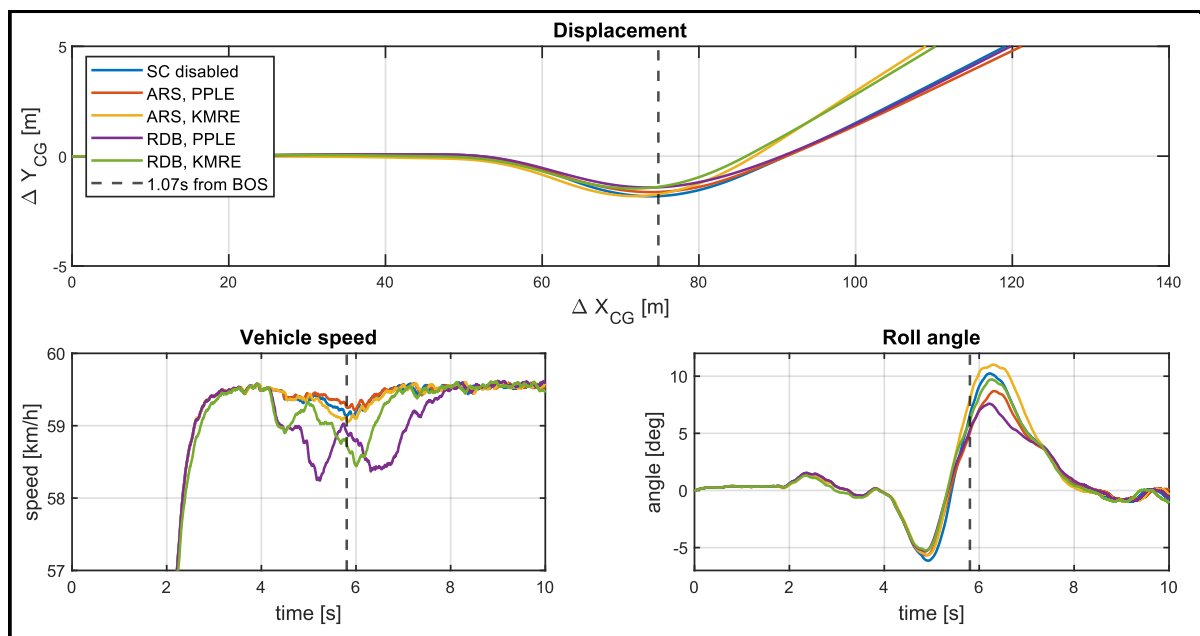 Displacement
5
0
-5
Δ Y_CG [m]
SC disabled
ARS, PPLE
ARS, KMRE
RDB, PPLE
RDB, KMRE
1.07s from BOS
0 20 40 60 80 100 120 140
Δ X_CG [m]
Vehicle speed
60
59
58
57
speed [km/h]
0 2 4 6 8 10
time [s]
Roll angle
10
5
0
-5
angle [deg]
0 2 4 6 8 10
time [s]